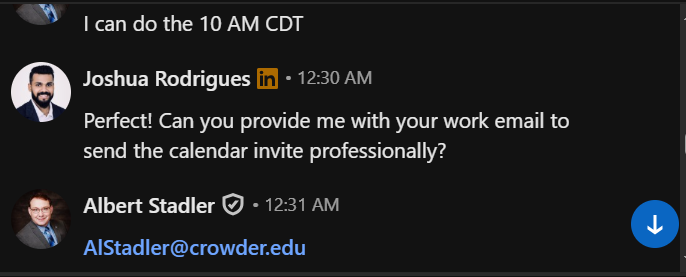 I can do the 10 AM CDT
Joshua Rodrigues in • 12:30 AM
Perfect! Can you provide me with your work email to
send the calendar invite professionally?
Albert Stadler • 12:31 AM
AlStadler@crowder.edu